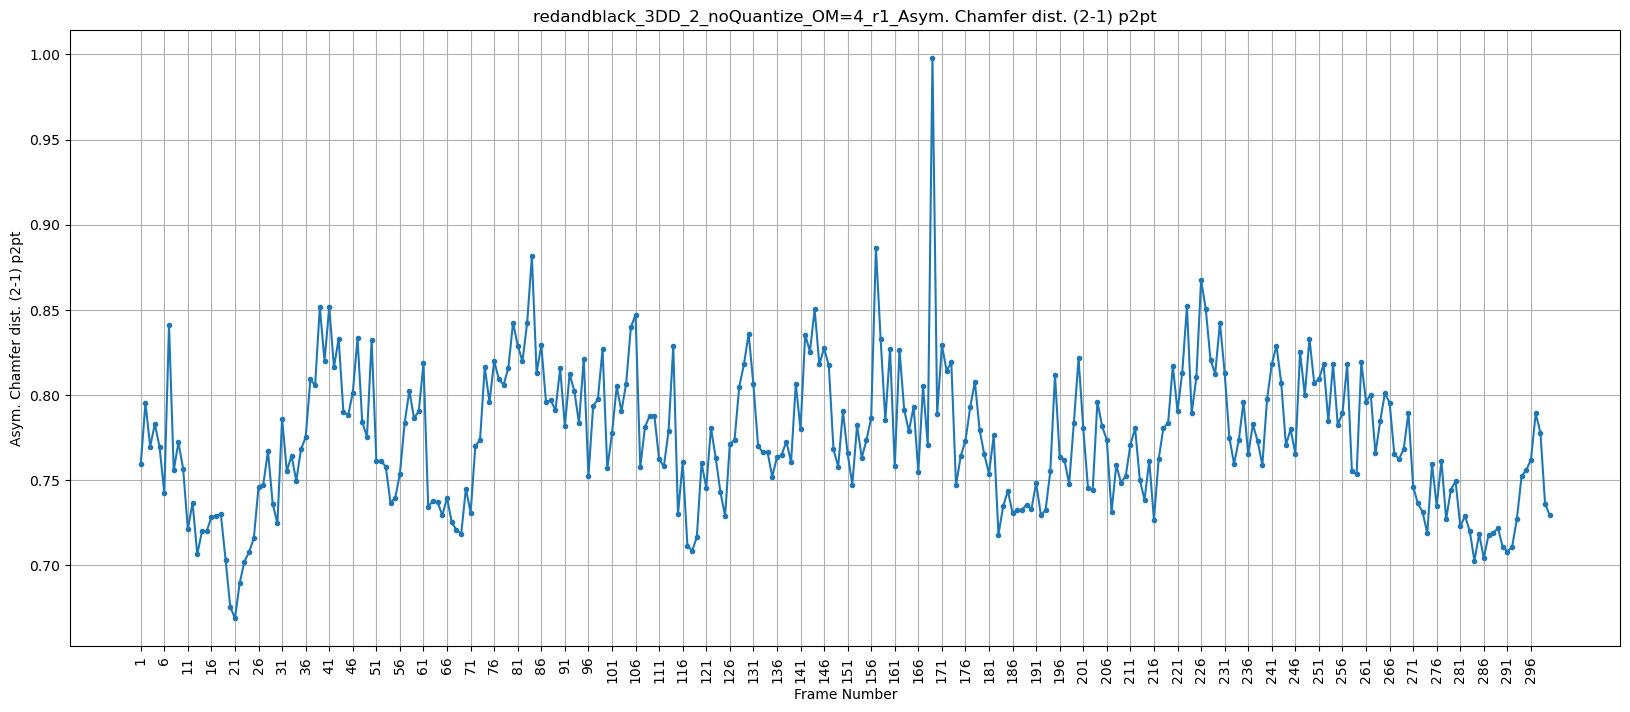 redandblack_3DD_2_noQuantize_OM=4_r1_Asym. Chamfer dist. (2-1) p2pt
Asym. Chamfer dist. (2-1) p2pt
1.00
0.95
0.90
0.85
0.80
0.75
0.70
1 6 11 16 21 26 31 36 41 46 51 56 61 66 71 76 81 86 91 96 101 106 111 116 121 126 131 136 141 146 151 156 161 166 171 176 181 186 191 196 201 206 211 216 221 226 231 236 241 246 251 256 261 266 271 276 281 286 291 296
Frame Number